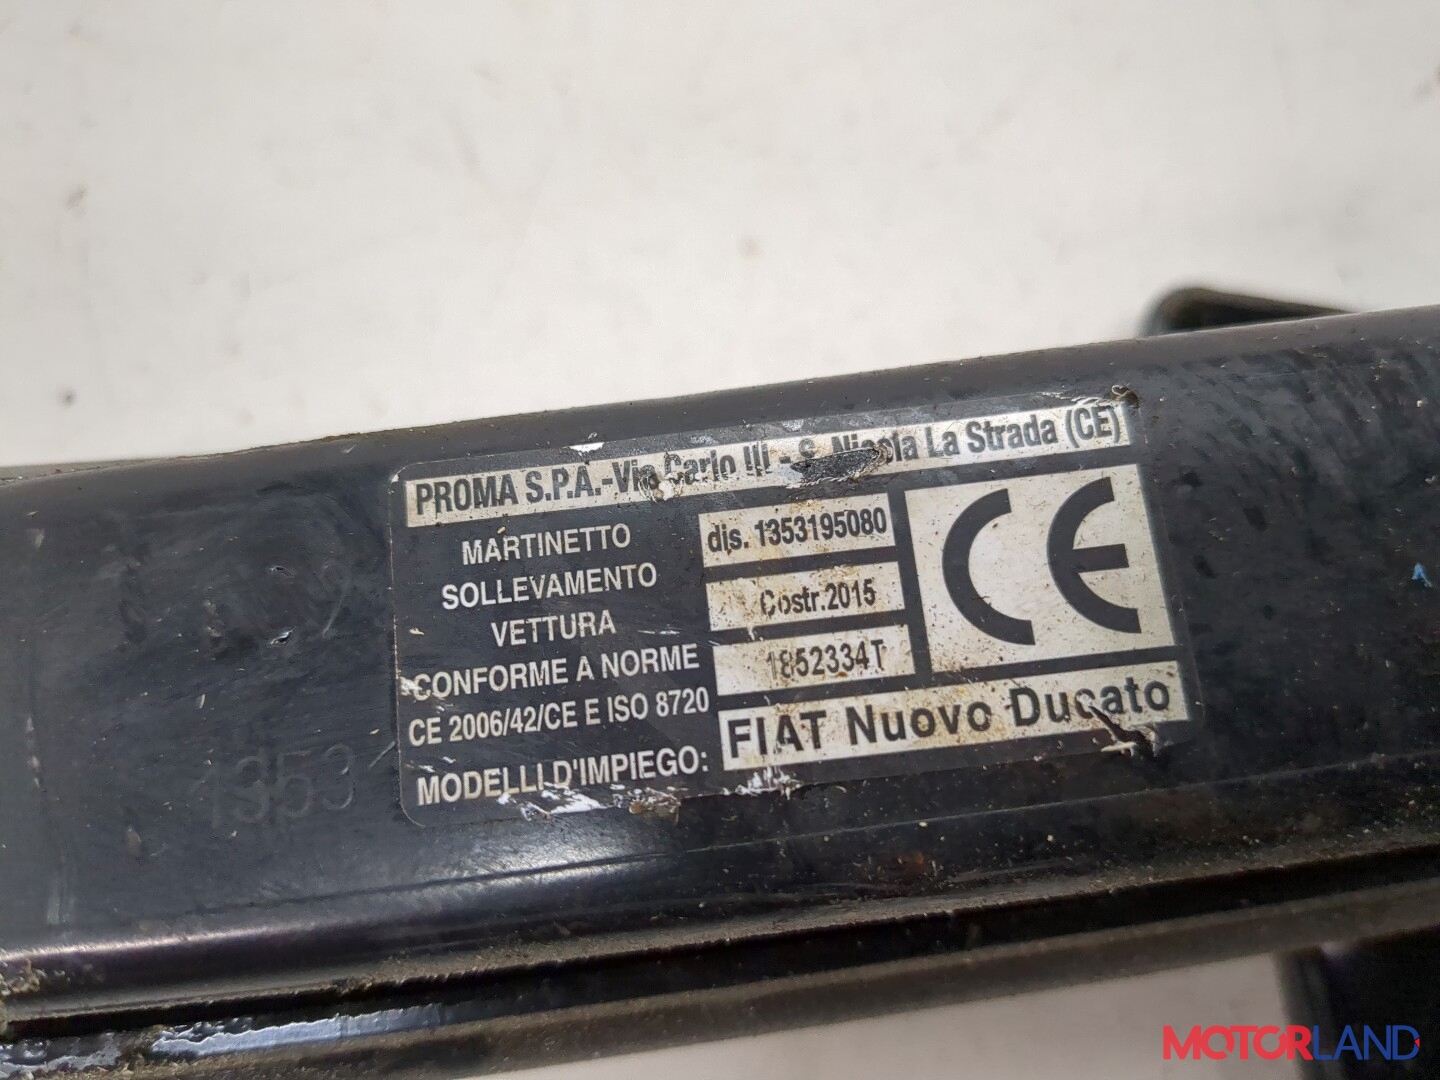 PROMA S.P.A.-Via Carlo III - S. Nicola La Strada (CE)
MARTINETTO
SOLLEVAMENTO
VETTURA
CONFORME A NORME
CE 2006/42/CE E ISO 8720
MODELLI D'IMPIEGO:
dis. 1353195080
Costr.2015
1852334T
FIAT Nuovo Ducato
CE
1353
MOTORLAND